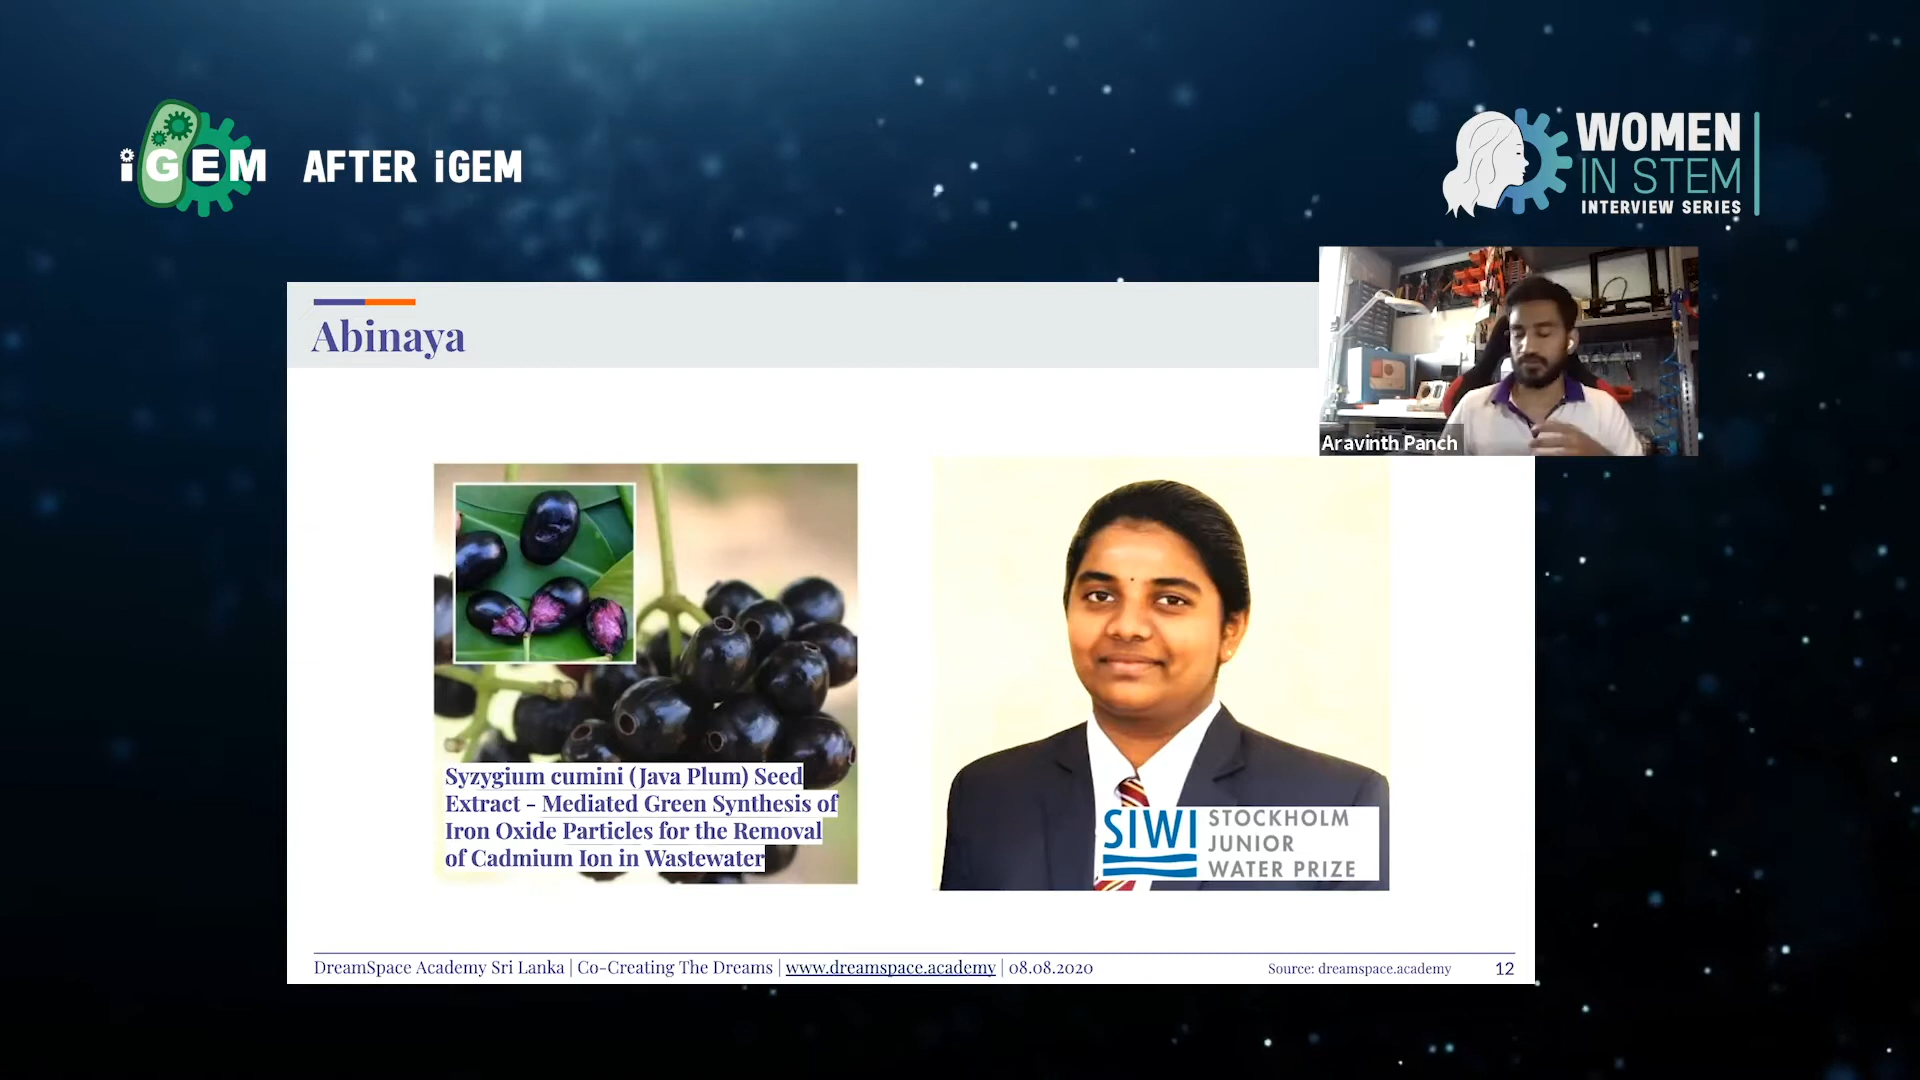 iGEM AFTER iGEM
WOMEN
IN STEM
INTERVIEW SERIES
Abinaya
Aravinth Panch
Syzygium cumini (Java Plum) Seed
Extract - Mediated Green Synthesis of
Iron Oxide Particles for the Removal
of Cadmium Ion in Wastewater
SIWI STOCKHOLM
JUNIOR
WATER PRIZE
DreamSpace Academy Sri Lanka | Co-Creating The Dreams | www.dreamspace.academy | 08.08.2020
Source: dreamspace.academy
12